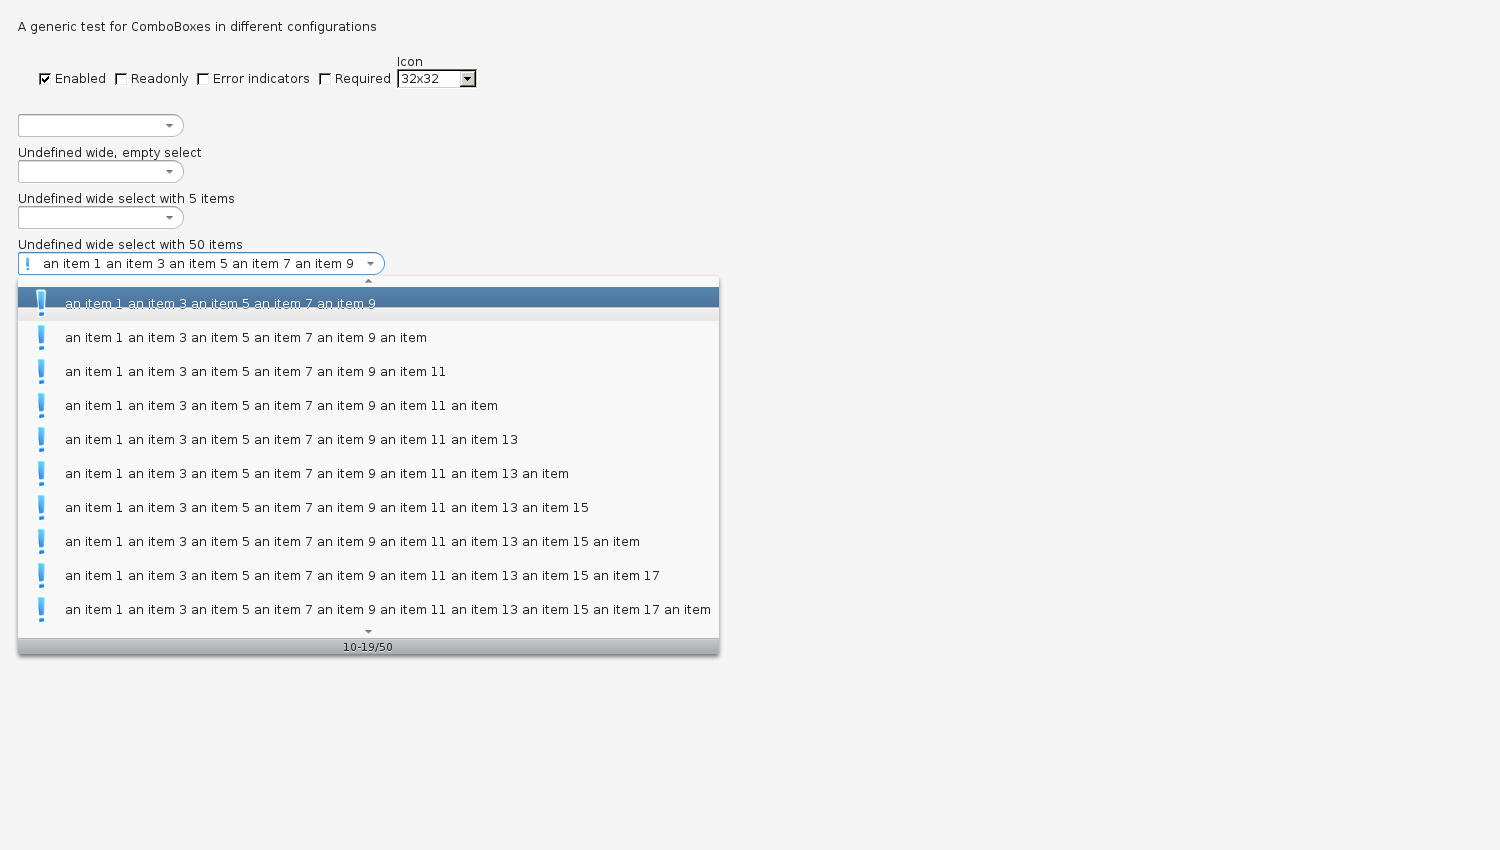 A generic test for ComboBoxes in different configurations
Icon
Enabled Readonly Error indicators Required 32x32
Undefined wide, empty select
Undefined wide select with 5 items
Undefined wide select with 50 items
an item 1 an item 3 an item 5 an item 7 an item 9
an item 1 an item 3 an item 5 an item 7 an item 9
an item 1 an item 3 an item 5 an item 7 an item 9 an item
an item 1 an item 3 an item 5 an item 7 an item 9 an item 11
an item 1 an item 3 an item 5 an item 7 an item 9 an item 11 an item
an item 1 an item 3 an item 5 an item 7 an item 9 an item 11 an item 13
an item 1 an item 3 an item 5 an item 7 an item 9 an item 11 an item 13 an item
an item 1 an item 3 an item 5 an item 7 an item 9 an item 11 an item 13 an item 15
an item 1 an item 3 an item 5 an item 7 an item 9 an item 11 an item 13 an item 15 an item
an item 1 an item 3 an item 5 an item 7 an item 9 an item 11 an item 13 an item 15 an item 17
an item 1 an item 3 an item 5 an item 7 an item 9 an item 11 an item 13 an item 15 an item 17 an item
10-19/50